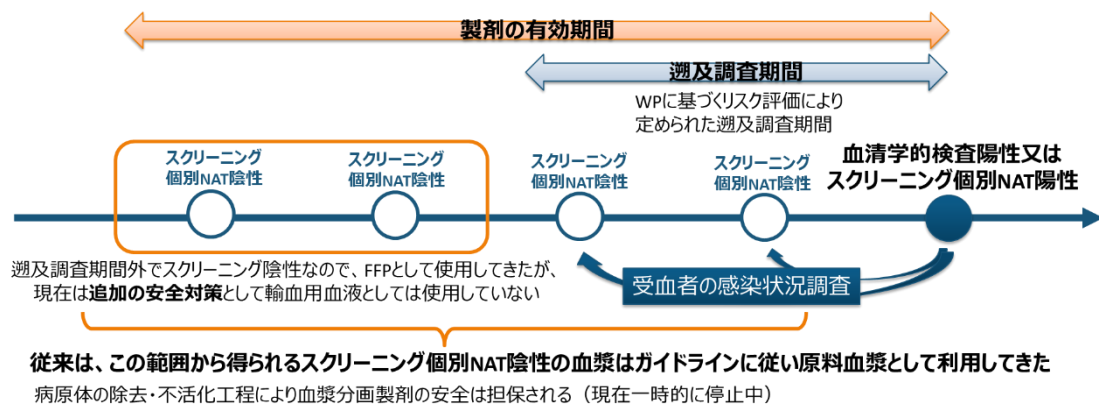 製剤の有効期間
遡及調査期間
WPに基づくリスク評価により
定められた遡及調査期間
スクリーニング
個別NAT陰性
スクリーニング
個別NAT陰性
スクリーニング
個別NAT陰性
スクリーニング
個別NAT陰性
血清学的検査陽性又は
スクリーニング個別NAT陽性
遡及調査期間外でスクリーニング陰性なので、FFPとして使用してきたが、
現在は追加の安全対策として輸血用血液としては使用していない
受血者の感染状況調査
従来は、この範囲から得られるスクリーニング個別NAT陰性の血漿はガイドラインに従い原料血漿として利用してきた
病原体の除去・不活化工程により血漿分画製剤の安全は担保される（現在一時的に停止中）